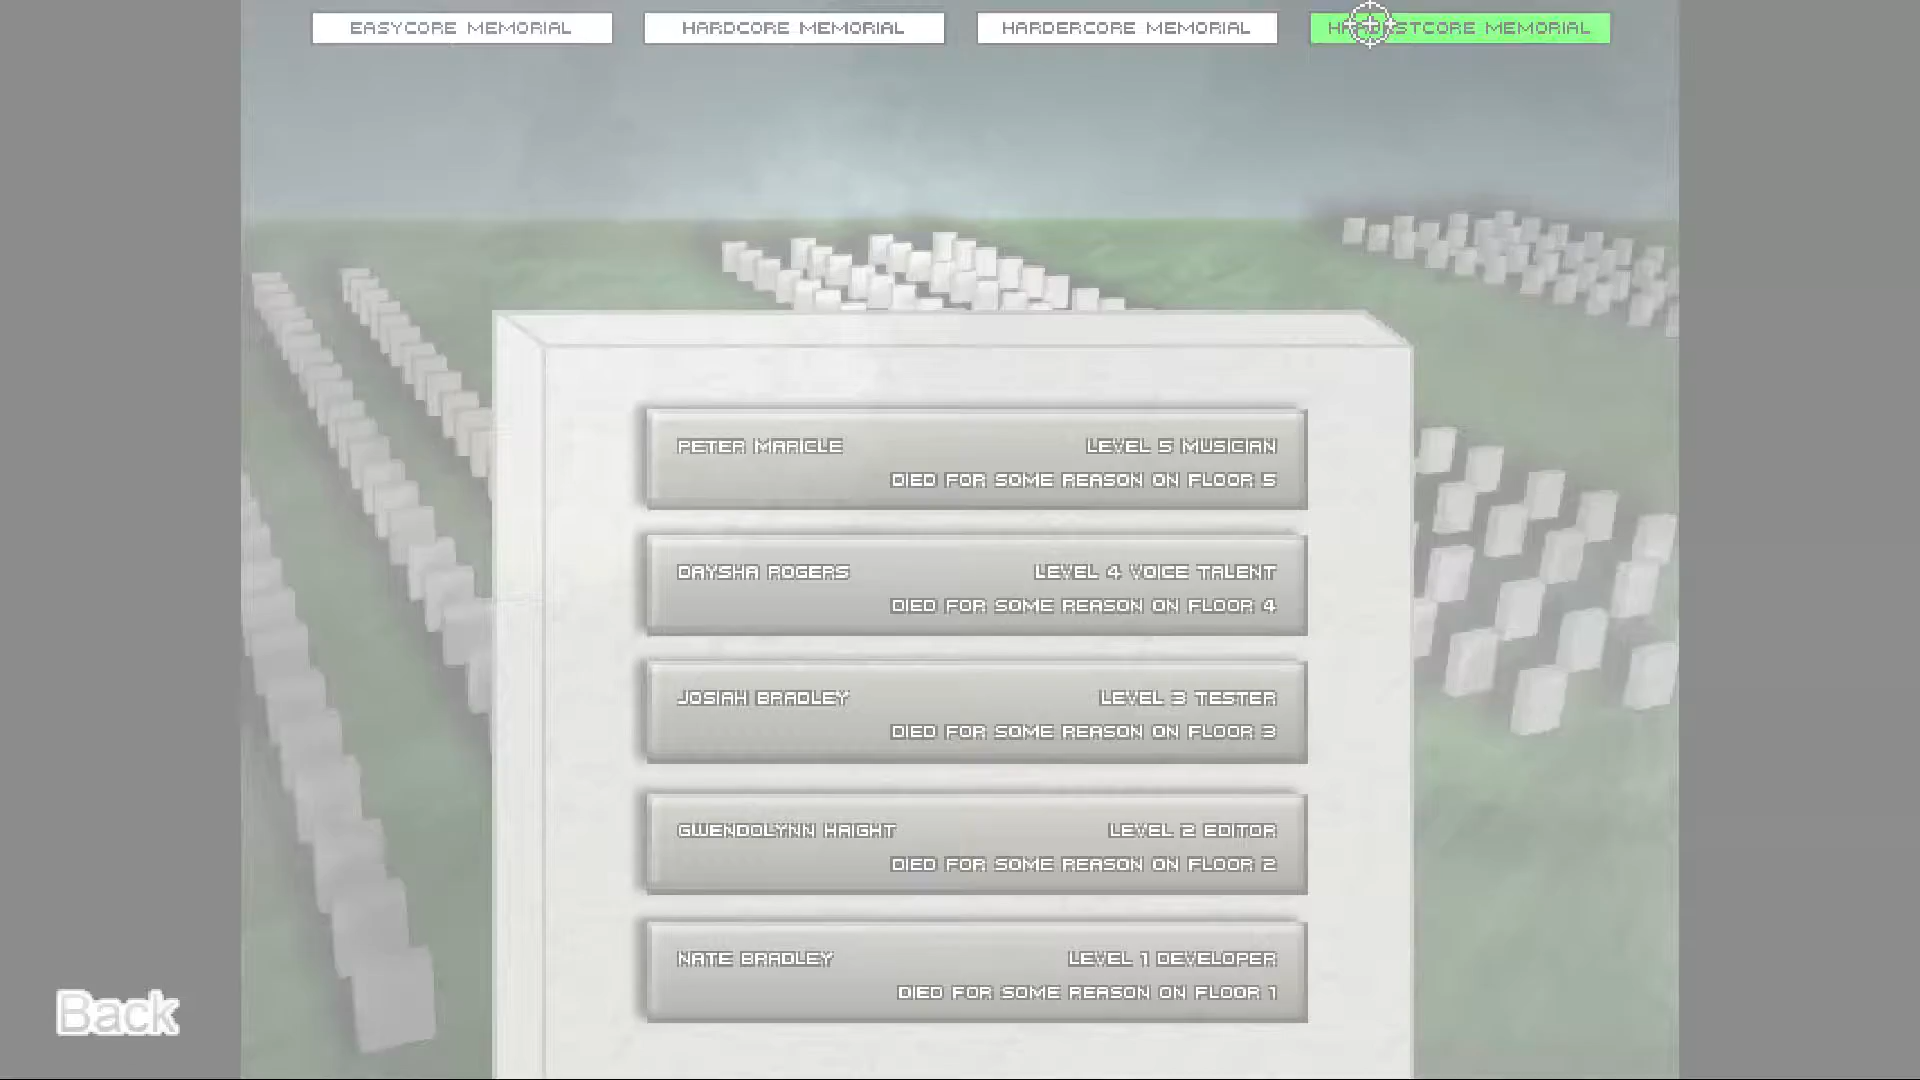 EASYCORE MEMORIAL
HARDCORE MEMORIAL
HARDERCORE MEMORIAL
HARDESTCORE MEMORIAL
PETER MARICLE
LEVEL 5 MUSICIAN
DIED FOR SOME REASON ON FLOOR 5
DAYSHA ROGERS
LEVEL 4 VOICE TALENT
DIED FOR SOME REASON ON FLOOR 4
JOSIAH BRADLEY
LEVEL 3 TESTER
DIED FOR SOME REASON ON FLOOR 3
GWENDOLYNN HAIGHT
LEVEL 2 EDITOR
DIED FOR SOME REASON ON FLOOR 2
NATE BRADLEY
LEVEL 1 DEVELOPER
DIED FOR SOME REASON ON FLOOR 1
Back